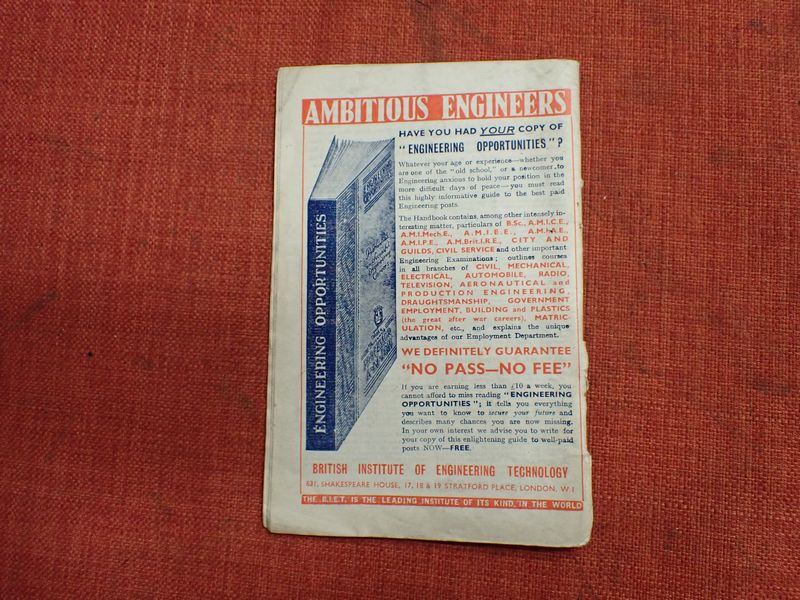 AMBITIOUS ENGINEERS
HAVE YOU HAD YOUR COPY OF
"ENGINEERING OPPORTUNITIES"?
Whatever your age or experience—whether you
are one of the "old school," or a newcomer to
Engineering anxious to hold your position in the
more difficult days of peace—you must read
this highly informative guide to the best paid
Engineering posts.
The Handbook contains, among other intensely in-
teresting matter, particulars of B.Sc., A.M.I.C.E.,
A.M.I.Mech.E., A.M.I.B.E., A.M.I.A.E.,
A.M.I.P.E., A.M.Brit.I.R.E., CITY AND
GUILDS, CIVIL SERVICE and other important
Engineering Examinations; outlines courses
in all branches of CIVIL, MECHANICAL,
ELECTRICAL, AUTOMOBILE, RADIO,
TELEVISION, AERONAUTICAL and
PRODUCTION ENGINEERING,
DRAUGHTSMANSHIP, GOVERNMENT
EMPLOYMENT, BUILDING and PLASTICS
(the great after war careers), MATRIC-
ULATION, etc., and explains the unique
advantages of our Employment Department.
WE DEFINITELY GUARANTEE
"NO PASS—NO FEE"
If you are earning less than £10 a week, you
cannot afford to miss reading "ENGINEERING
OPPORTUNITIES"; it tells you everything
you want to know to secure your future and
describes many chances you are now missing.
In your own interest we advise you to write for
your copy of this enlightening guide to well-paid
posts NOW—FREE.
ENGINEERING OPPORTUNITIES
BRITISH INSTITUTE OF ENGINEERING TECHNOLOGY
631, SHAKESPEARE HOUSE, 17, 18 & 19 STRATFORD PLACE, LONDON, W.1
THE B.I.E.T. IS THE LEADING INSTITUTE OF ITS KIND IN THE WORLD